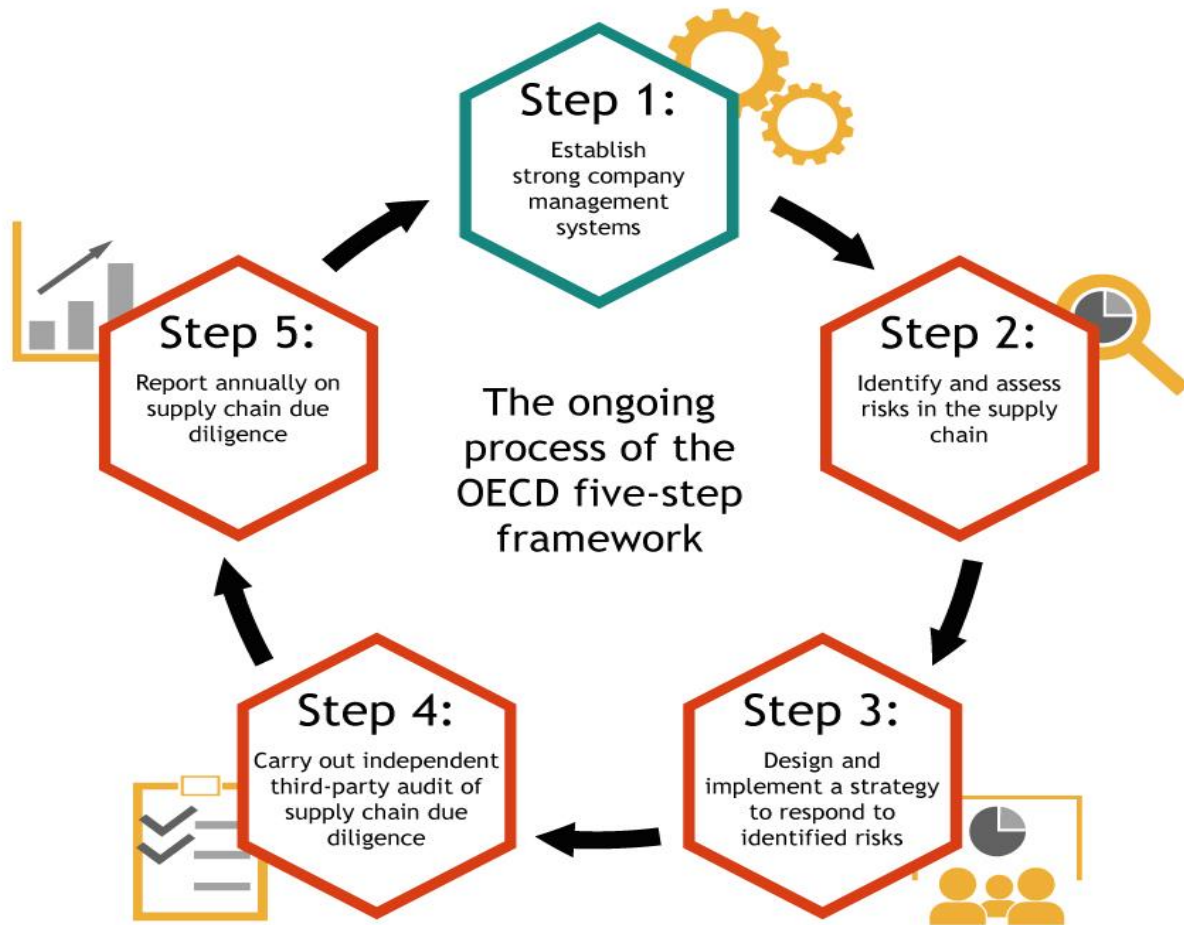 Step 1:
Establish
strong company
management
systems
Step 2:
Identify and assess
risks in the supply
chain
Step 3:
Design and
implement a strategy
to respond to
identified risks
Step 4:
Carry out independent
third-party audit of
supply chain due
diligence
Step 5:
Report annually on
supply chain due
diligence
The ongoing
process of the
OECD five-step
framework